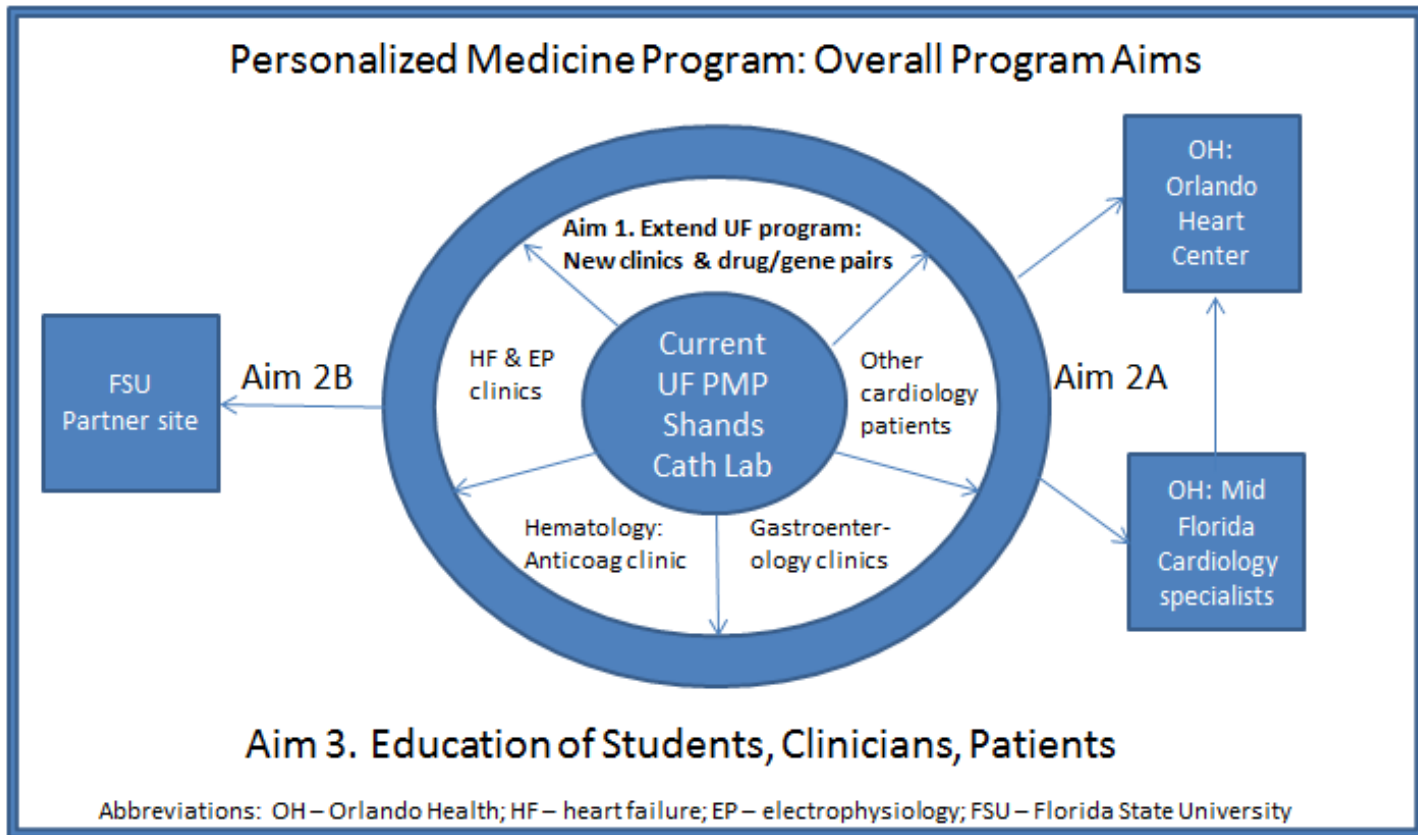 Personalized Medicine Program: Overall Program Aims
OH:
Orlando
Heart
Center
Aim 1. Extend UF program:
New clinics & drug/gene pairs
Current
UF PMP
Shands
Cath Lab
HF & EP
clinics
Other
cardiology
patients
Aim 2B
Aim 2A
FSU
Partner site
Hematology:
Anticoag clinic
Gastroenter-
ology clinics
OH: Mid
Florida
Cardiology
specialists
Aim 3. Education of Students, Clinicians, Patients
Abbreviations: OH – Orlando Health; HF – heart failure; EP – electrophysiology; FSU – Florida State University